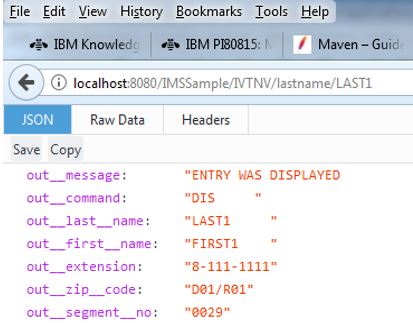 File Edit View History Bookmarks Tools Help
IBM Knowledg IBM PI80815: M Maven – Guide
localhost:8080/IMSSample/IVTNV/lastname/LAST1
JSON Raw Data Headers
Save Copy
out__message: "ENTRY WAS DISPLAYED
out__command: "DIS "
out__last__name: "LAST1 "
out__first__name: "FIRST1 "
out__extension: "8-111-1111"
out__zip__code: "D01/R01"
out__segment__no: "0029"